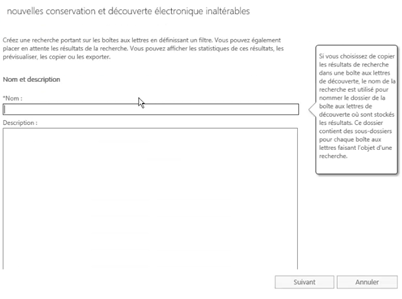 nouvelles conservation et découverte électronique inaltérables
Créez une recherche portant sur les boîtes aux lettres en définissant un filtre. Vous pouvez également
placer en attente les résultats de la recherche. Vous pouvez afficher les statistiques de ces résultats, les
prévisualiser, les copier ou les exporter.
Nom et description
*Nom :
Description :
Si vous choisissez de copier
les résultats de recherche
dans une boîte aux lettres
de découverte, le nom de la
recherche est utilisé pour
nommer le dossier de la
boîte aux lettres de
découverte où sont stockés
les résultats. Ce dossier
contient des sous-dossiers
pour chaque boîte aux
lettres faisant l'objet d'une
recherche.
Suivant
Annuler